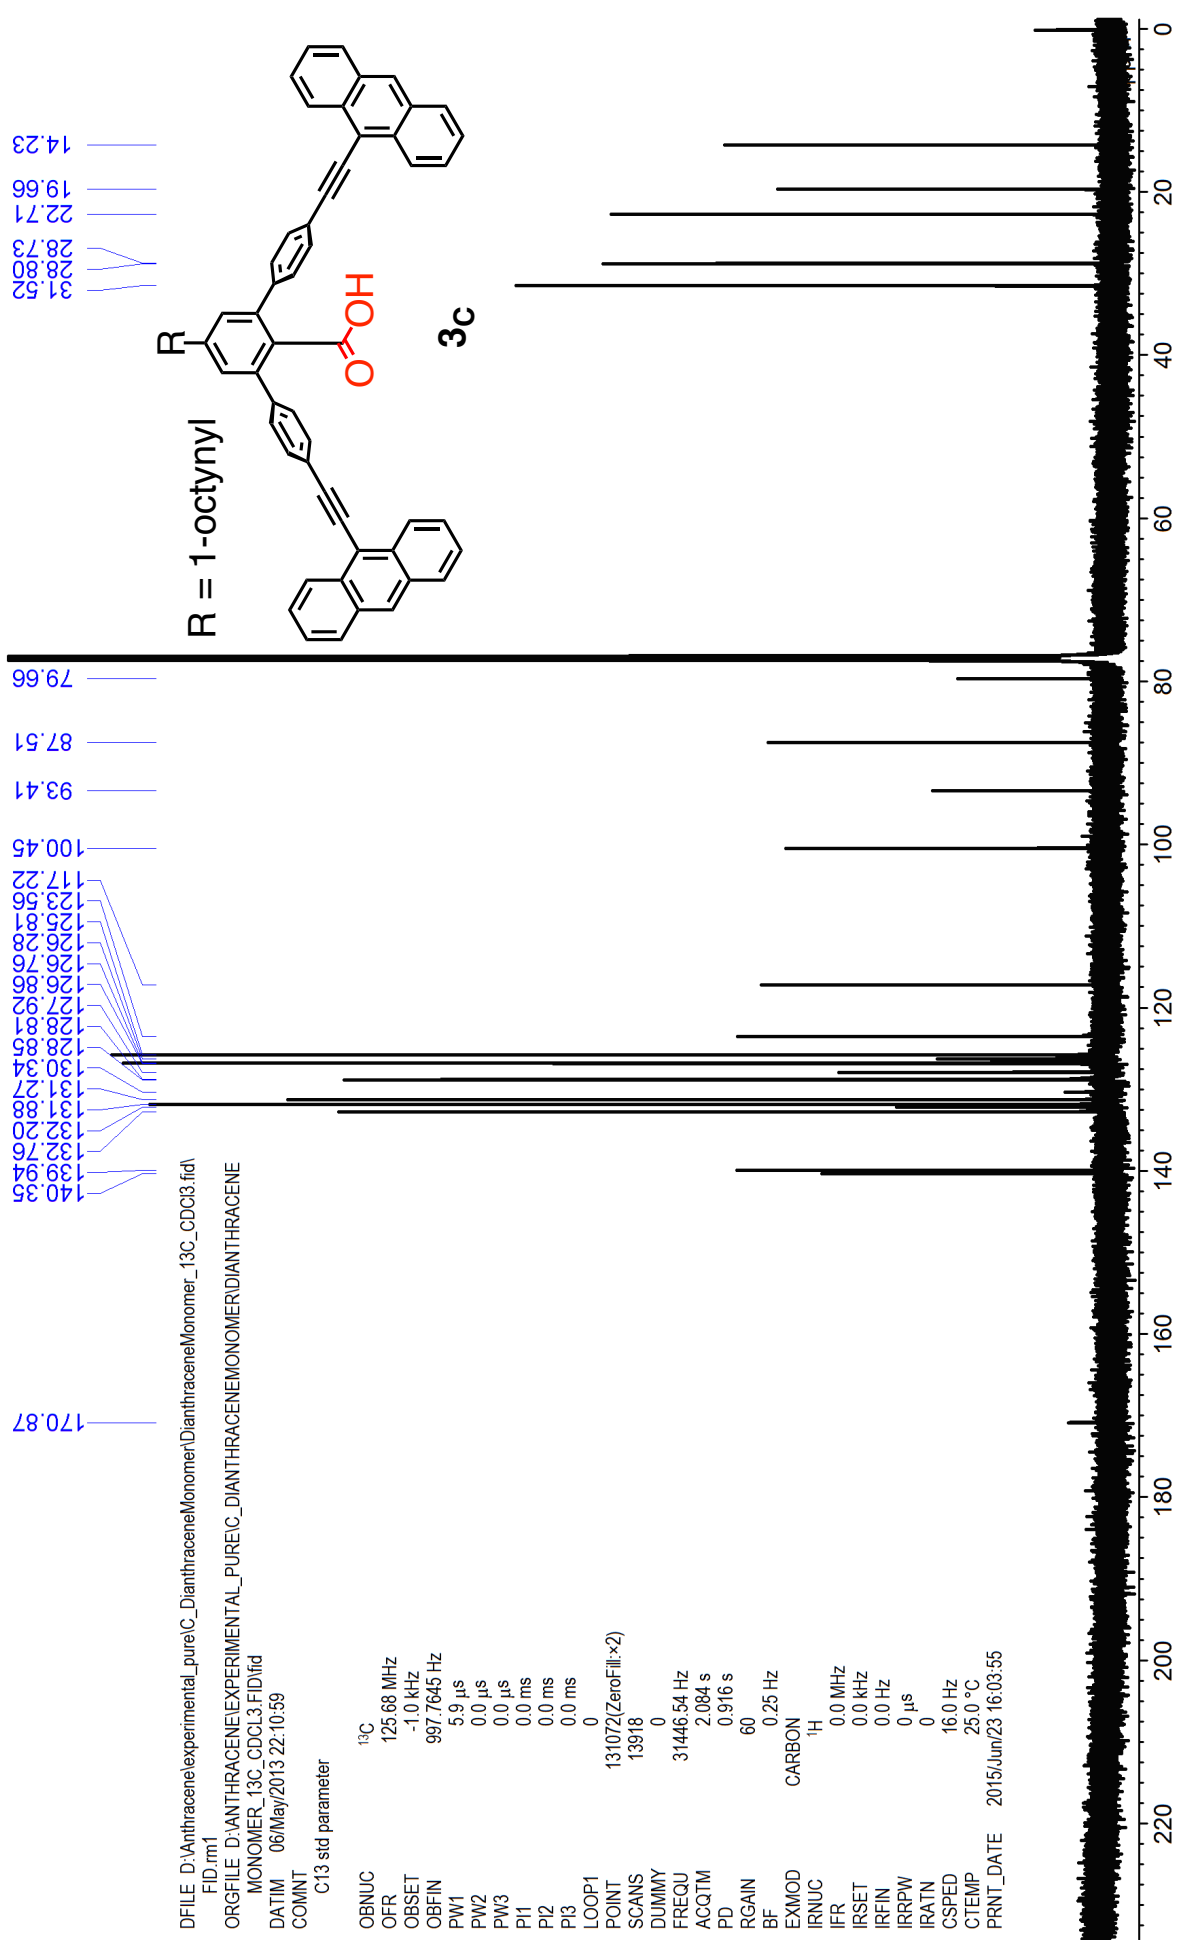 14.23
19.66
22.71
28.73
28.80
31.52
79.66
87.51
93.41
100.45
117.22
123.56
125.81
126.28
126.76
126.86
127.92
128.81
128.85
130.34
131.27
131.88
132.20
132.76
139.94
140.35
170.87
R = 1-octynyl
R
O
OH
3c
DFILE D:\Anthracene\experimental_pure\C_DianthraceneMonomer\DianthraceneMonomer_13C_CDCl3.fid\
FID.rm1
ORGFILE D:\ANTHRACENE\EXPERIMENTAL_PURE\C_DIANTHRACENEMONOMER\DIANTHRACENE
MONOMER_13C_CDCL3.FID\fid
DATIM 06/May/2013 22:10:59
COMNT
C13 std parameter
OBNUC 13C
OFR 125.68 MHz
OBSET -1.0 kHz
OBFIN 997.7645 Hz
PW1 5.9 µs
PW2 0.0 µs
PW3 0.0 µs
PI1 0.0 ms
PI2 0.0 ms
PI3 0.0 ms
LOOP1 0
POINT 131072(ZeroFill:×2)
SCANS 13918
DUMMY 0
FREQU 31446.54 Hz
ACQTM 2.084 s
PD 0.916 s
RGAIN 60
BF 0.25 Hz
EXMOD CARBON
IRNUC 1H
IFR 0.0 MHz
IRSET 0.0 kHz
IRFIN 0.0 Hz
IRRPW 0 µs
IRATN 0
CSPED 16.0 Hz
CTEMP 25.0 °C
PRNT_DATE 2015/Jun/23 16:03:55
220 200 180 160 140 120 100 80 60 40 20 0